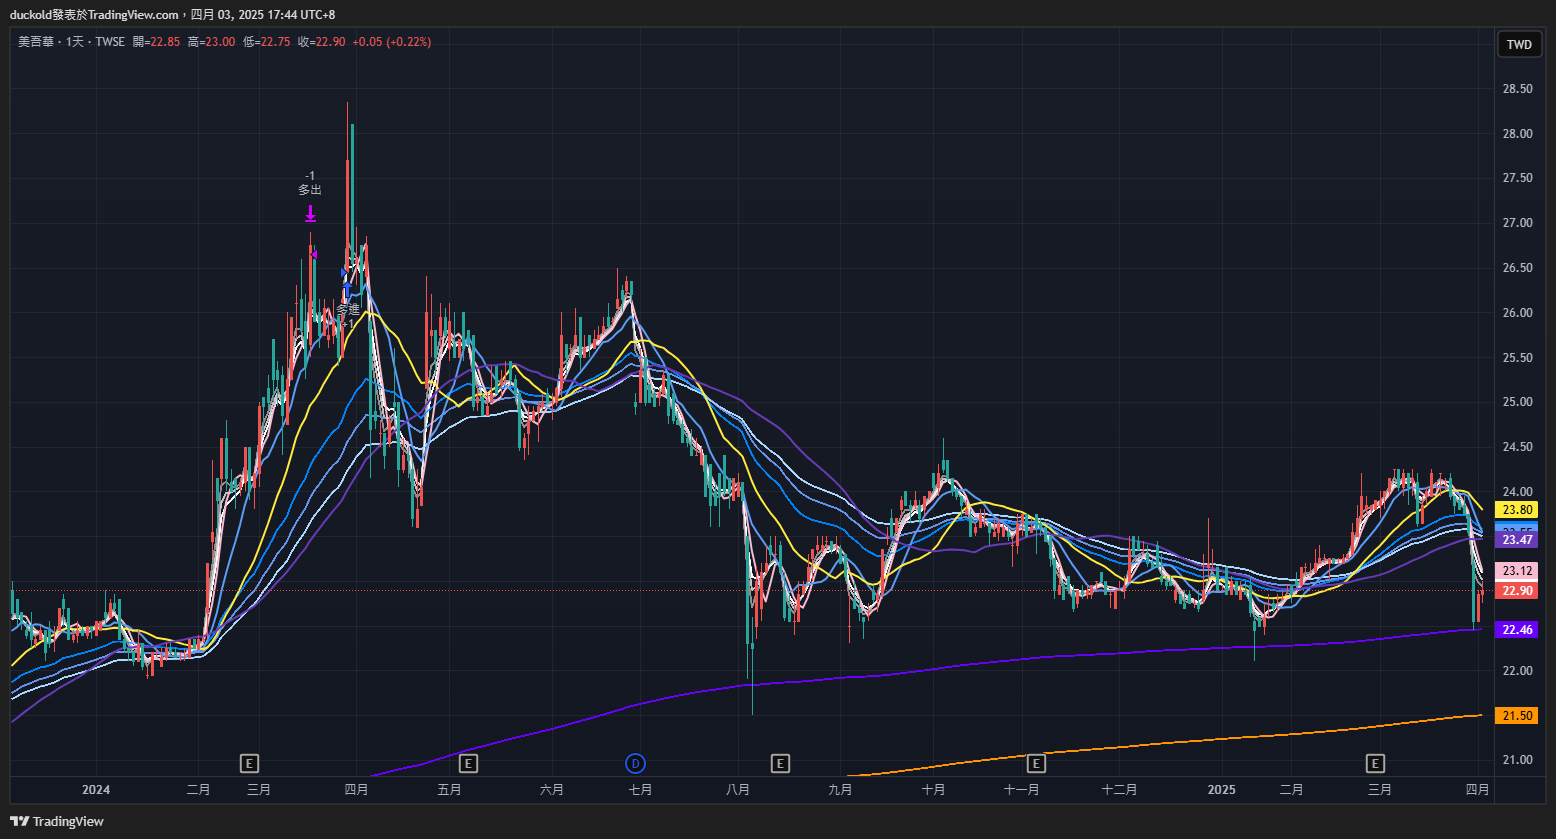 duckold發表於TradingView.com，四月 03, 2025 17:44 UTC+8
美吾華 · 1天 · TWSE 開=22.85 高=23.00 低=22.75 收=22.90 +0.05 (+0.22%)
TWD
28.50
28.00
27.50
27.00
26.50
26.00
25.50
25.00
24.50
24.00
23.80
23.47
23.12
22.90
22.46
22.00
21.50
21.00
-1
多出
多進
+1
E
E
D
E
E
E
2024 二月 三月 四月 五月 六月 七月 八月 九月 十月 十一月 十二月 2025 二月 三月 四月
TradingView